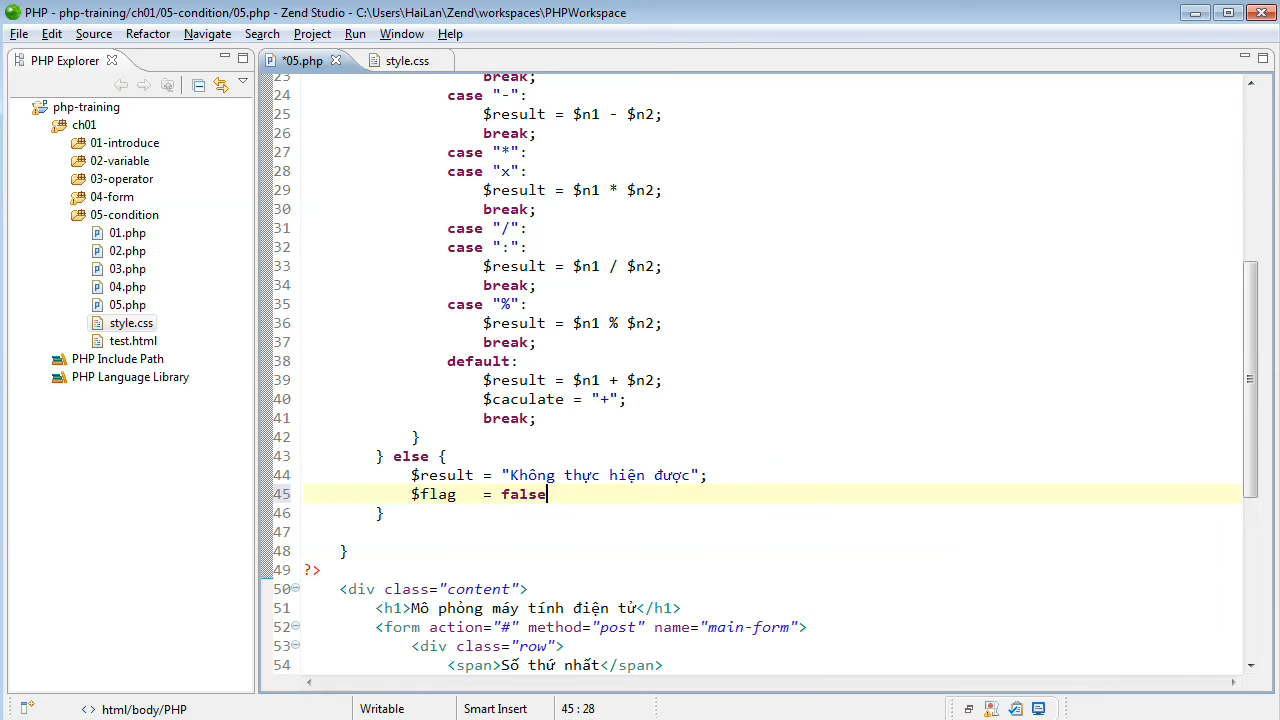 PHP - php-training/ch01/05-condition/05.php - Zend Studio - C:\Users\HaiLan\Zend\workspaces\PHPWorkspace
File Edit Source Refactor Navigate Search Project Run Window Help
PHP Explorer
*05.php style.css
php-training
ch01
01-introduce
02-variable
03-operator
04-form
05-condition
01.php
02.php
03.php
04.php
05.php
style.css
test.html
PHP Include Path
PHP Language Library
23 break;
24 case "-":
25 $result = $n1 - $n2;
26 break;
27 case "*":
28 case "x":
29 $result = $n1 * $n2;
30 break;
31 case "/":
32 case ":":
33 $result = $n1 / $n2;
34 break;
35 case "%":
36 $result = $n1 % $n2;
37 break;
38 default:
39 $result = $n1 + $n2;
40 $caculate = "+";
41 break;
42 }
43 } else {
44 $result = "Không thực hiện được";
45 $flag = false
46 }
47
48 }
49 ?>
50 <div class="content">
51 <h1>Mô phỏng máy tính điện tử</h1>
52 <form action="#" method="post" name="main-form">
53 <div class="row">
54 <span>Số thứ nhất</span>
<> html/body/PHP Writable Smart Insert 45 : 28